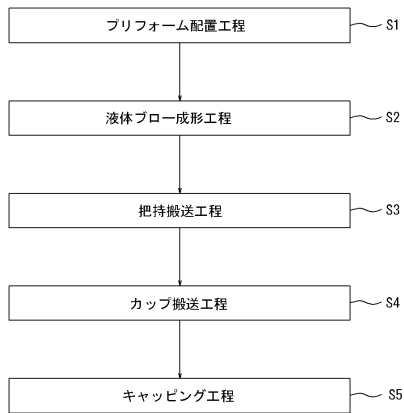 プリフォーム配置工程 S1
液体ブロー成形工程 S2
把持搬送工程 S3
カップ搬送工程 S4
キャッピング工程 S5